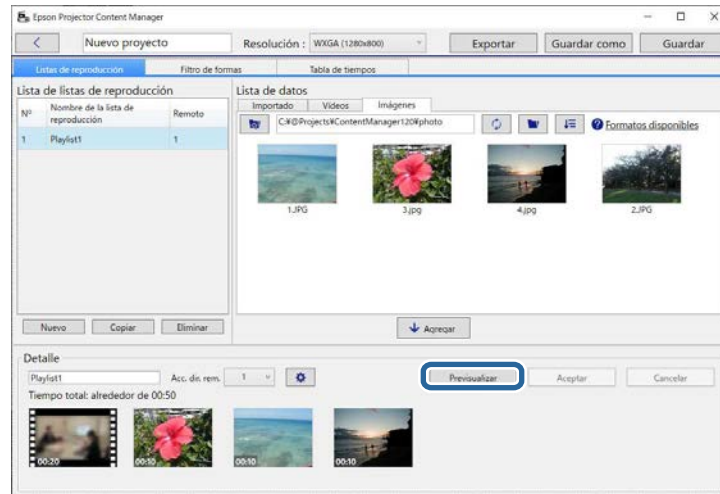 Epson Projector Content Manager
Nuevo proyecto
Resolución :
WXGA (1280x800)
Exportar
Guardar como
Guardar
Listas de reproducción
Filtro de formas
Tabla de tiempos
Lista de listas de reproducción
Nº
Nombre de la lista de
reproducción
Remoto
1
Playlist1
1
Nuevo
Copiar
Eliminar
Lista de datos
Importado
Vídeos
Imágenes
C:¥@Projects¥ContentManager120¥photo
Formatos disponibles
1.JPG
3.jpg
4.jpg
2.JPG
Agregar
Detalle
Playlist1
Acc. dir. rem.
1
Previsualizar
Aceptar
Cancelar
Tiempo total: alrededor de 00:50
00:20
00:10
00:10
00:10